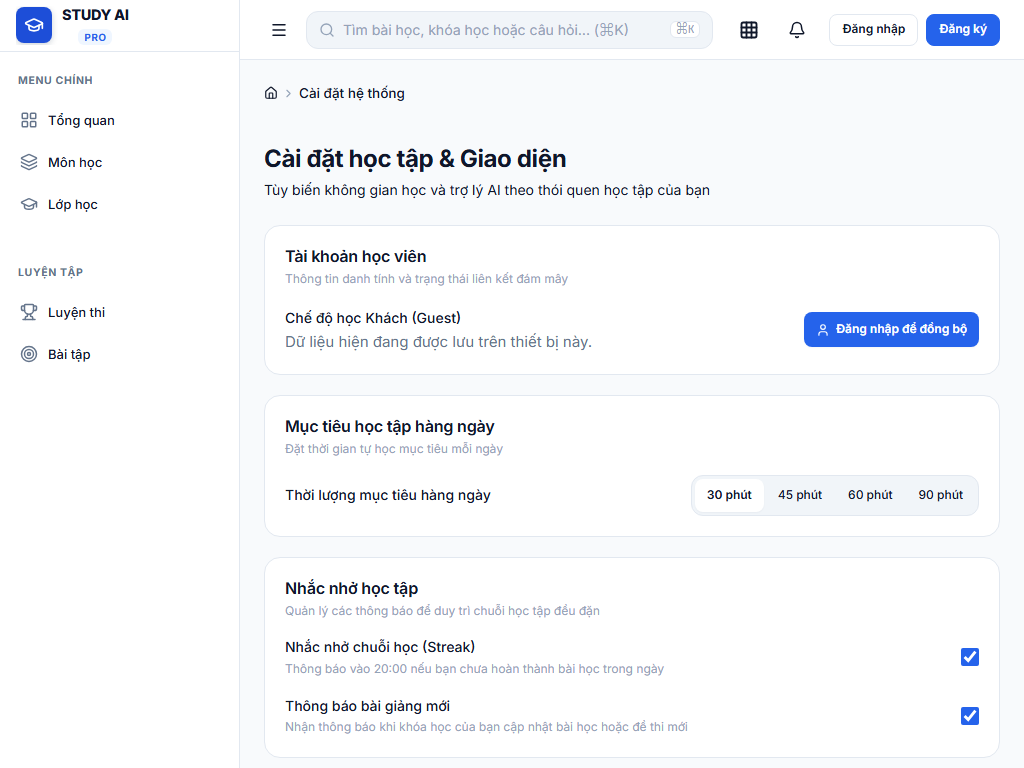 STUDY AI
PRO
MENU CHÍNH
Tổng quan
Môn học
Lớp học
LUYỆN TẬP
Luyện thi
Bài tập
Tìm bài học, khóa học hoặc câu hỏi... (⌘K)
⌘K
Đăng nhập
Đăng ký
Cài đặt hệ thống
Cài đặt học tập & Giao diện
Tùy biến không gian học và trợ lý AI theo thói quen học tập của bạn
Tài khoản học viên
Thông tin danh tính và trạng thái liên kết đám mây
Chế độ học Khách (Guest)
Dữ liệu hiện đang được lưu trên thiết bị này.
Đăng nhập để đồng bộ
Mục tiêu học tập hàng ngày
Đặt thời gian tự học mục tiêu mỗi ngày
Thời lượng mục tiêu hàng ngày
30 phút
45 phút
60 phút
90 phút
Nhắc nhở học tập
Quản lý các thông báo để duy trì chuỗi học tập đều đặn
Nhắc nhở chuỗi học (Streak)
Thông báo vào 20:00 nếu bạn chưa hoàn thành bài học trong ngày
Thông báo bài giảng mới
Nhận thông báo khi khóa học của bạn cập nhật bài học hoặc đề thi mới